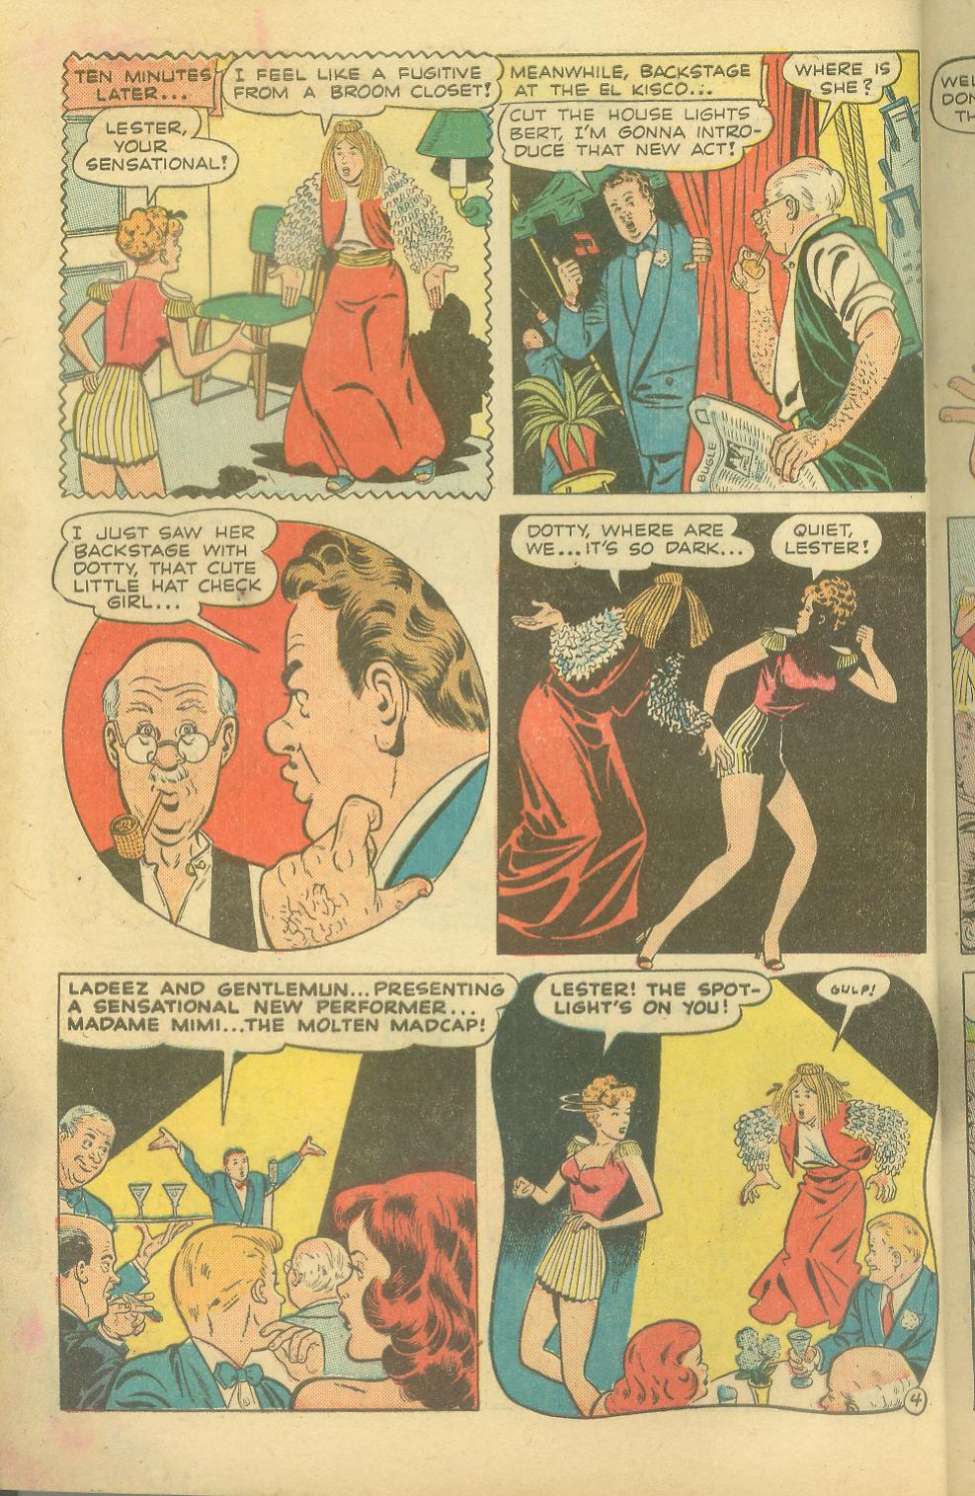 TEN MINUTES
LATER...
I FEEL LIKE A FUGITIVE
FROM A BROOM CLOSET!
LESTER,
YOUR
SENSATIONAL!
MEANWHILE, BACKSTAGE
AT THE EL KISCO...
CUT THE HOUSE LIGHTS
BERT, I'M GONNA INTRO-
DUCE THAT NEW ACT!
WHERE IS
SHE?
BUGLE
I JUST SAW HER
BACKSTAGE WITH
DOTTY, THAT CUTE
LITTLE HAT CHECK
GIRL...
DOTTY, WHERE ARE
WE...IT'S SO DARK...
QUIET,
LESTER!
LADEEZ AND GENTLEMUN...PRESENTING
A SENSATIONAL NEW PERFORMER...
MADAME MIMI...THE MOLTEN MADCAP!
LESTER! THE SPOT-
LIGHT'S ON YOU!
GULP!
4
WEL
DON
TH